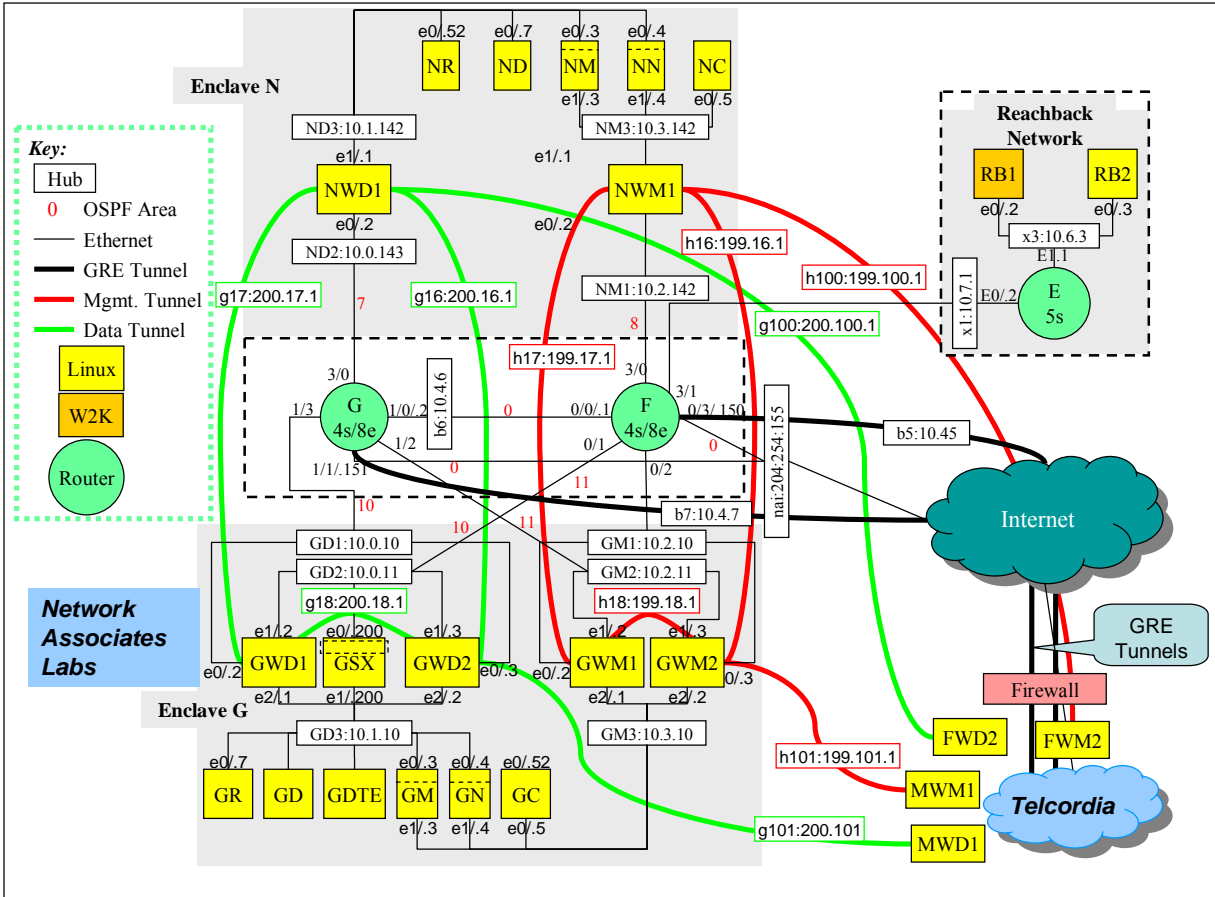 e0/.52
e0/.7
e0/.3
e0/.4
NR
ND
NM
NN
NC
e1/.3
e1/.4
e0/.5
Enclave N
ND3:10.1.142
NM3:10.3.142
e1/.1
e1/.1
NWD1
NWM1
e0/.2
e0/.2
ND2:10.0.143
h16:199.16.1
h100:199.100.1
g17:200.17.1
g16:200.16.1
NM1:10.2.142
g100:200.100.1
7
8
h17:199.17.1
Key:
Hub
0
OSPF Area
Ethernet
GRE Tunnel
Mgmt. Tunnel
Data Tunnel
Linux
W2K
Router
Reachback
Network
RB1
RB2
e0/.2
e0/.3
x3:10.6.3
E1.1
x1:10.7.1
E0/.2
E
5s
3/0
3/0
3/1
1/3
G
4s/8e
1/0/.2
b6:10.4.6
0
0/0/.1
F
4s/8e
0/3/.150
1/2
0/1
0
0/2
0
1/1/.151
11
nai:204:254:155
b5:10.45
b7:10.4.7
Internet
10
10
11
GD1:10.0.10
GM1:10.2.10
GD2:10.0.11
GM2:10.2.11
g18:200.18.1
h18:199.18.1
Network
Associates
Labs
e1/.2
e0/.200
e1/.3
e1/.2
e1/.3
GWD1
GSX
GWD2
GWM1
GWM2
e0/.2
e0/.3
e0/.2
0/.3
e2/.1
e1/.200
e2/.2
e2/.1
e2/.2
Enclave G
GD3:10.1.10
GM3:10.3.10
e0/.7
e0/.3
e0/.4
e0/.52
GR
GD
GDTE
GM
GN
GC
e1/.3
e1/.4
e0/.5
h101:199.101.1
g101:200.101
GRE
Tunnels
Firewall
FWD2
FWM2
MWM1
Telcordia
MWD1